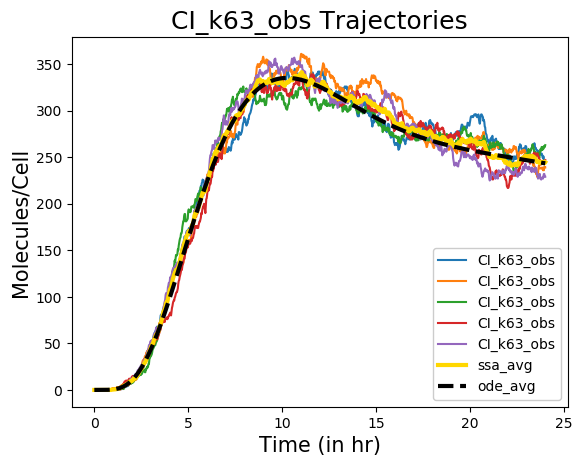 CI_k63_obs Trajectories
Molecules/Cell
350
300
250
200
150
100
50
0
CI_k63_obs
CI_k63_obs
CI_k63_obs
CI_k63_obs
CI_k63_obs
ssa_avg
ode_avg
0 5 10 15 20 25
Time (in hr)